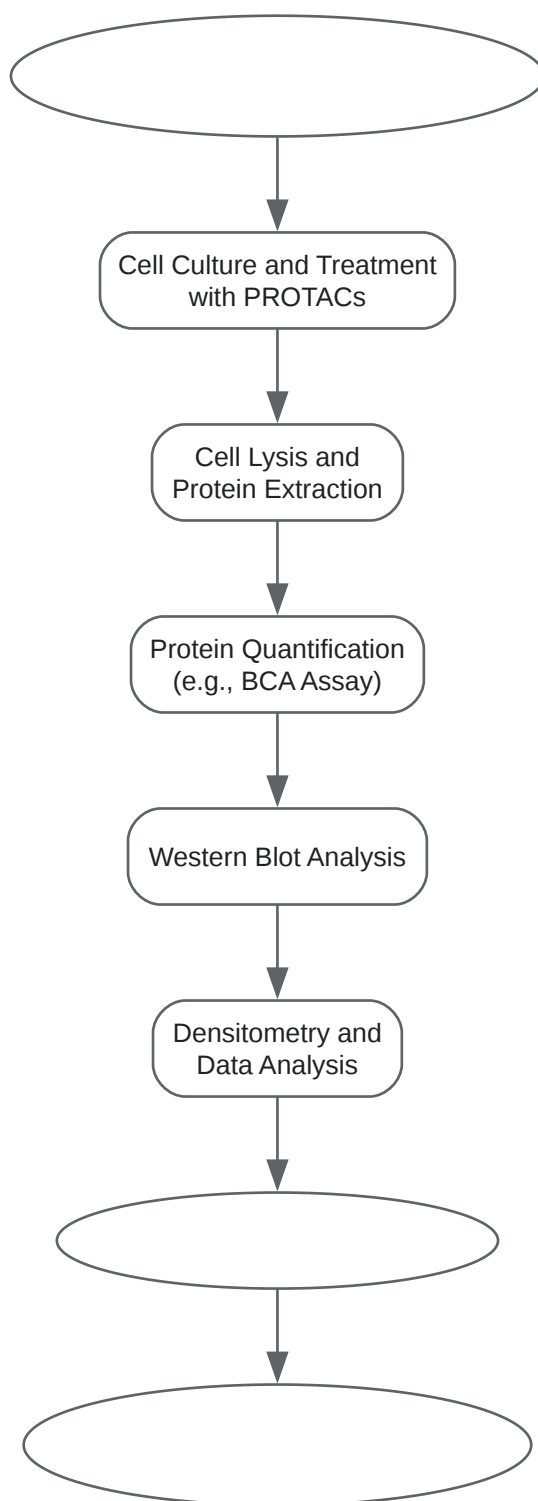 Cell Culture and Treatment
with PROTACs
Cell Lysis and
Protein Extraction
Protein Quantification
(e.g., BCA Assay)
Western Blot Analysis
Densitometry and
Data Analysis